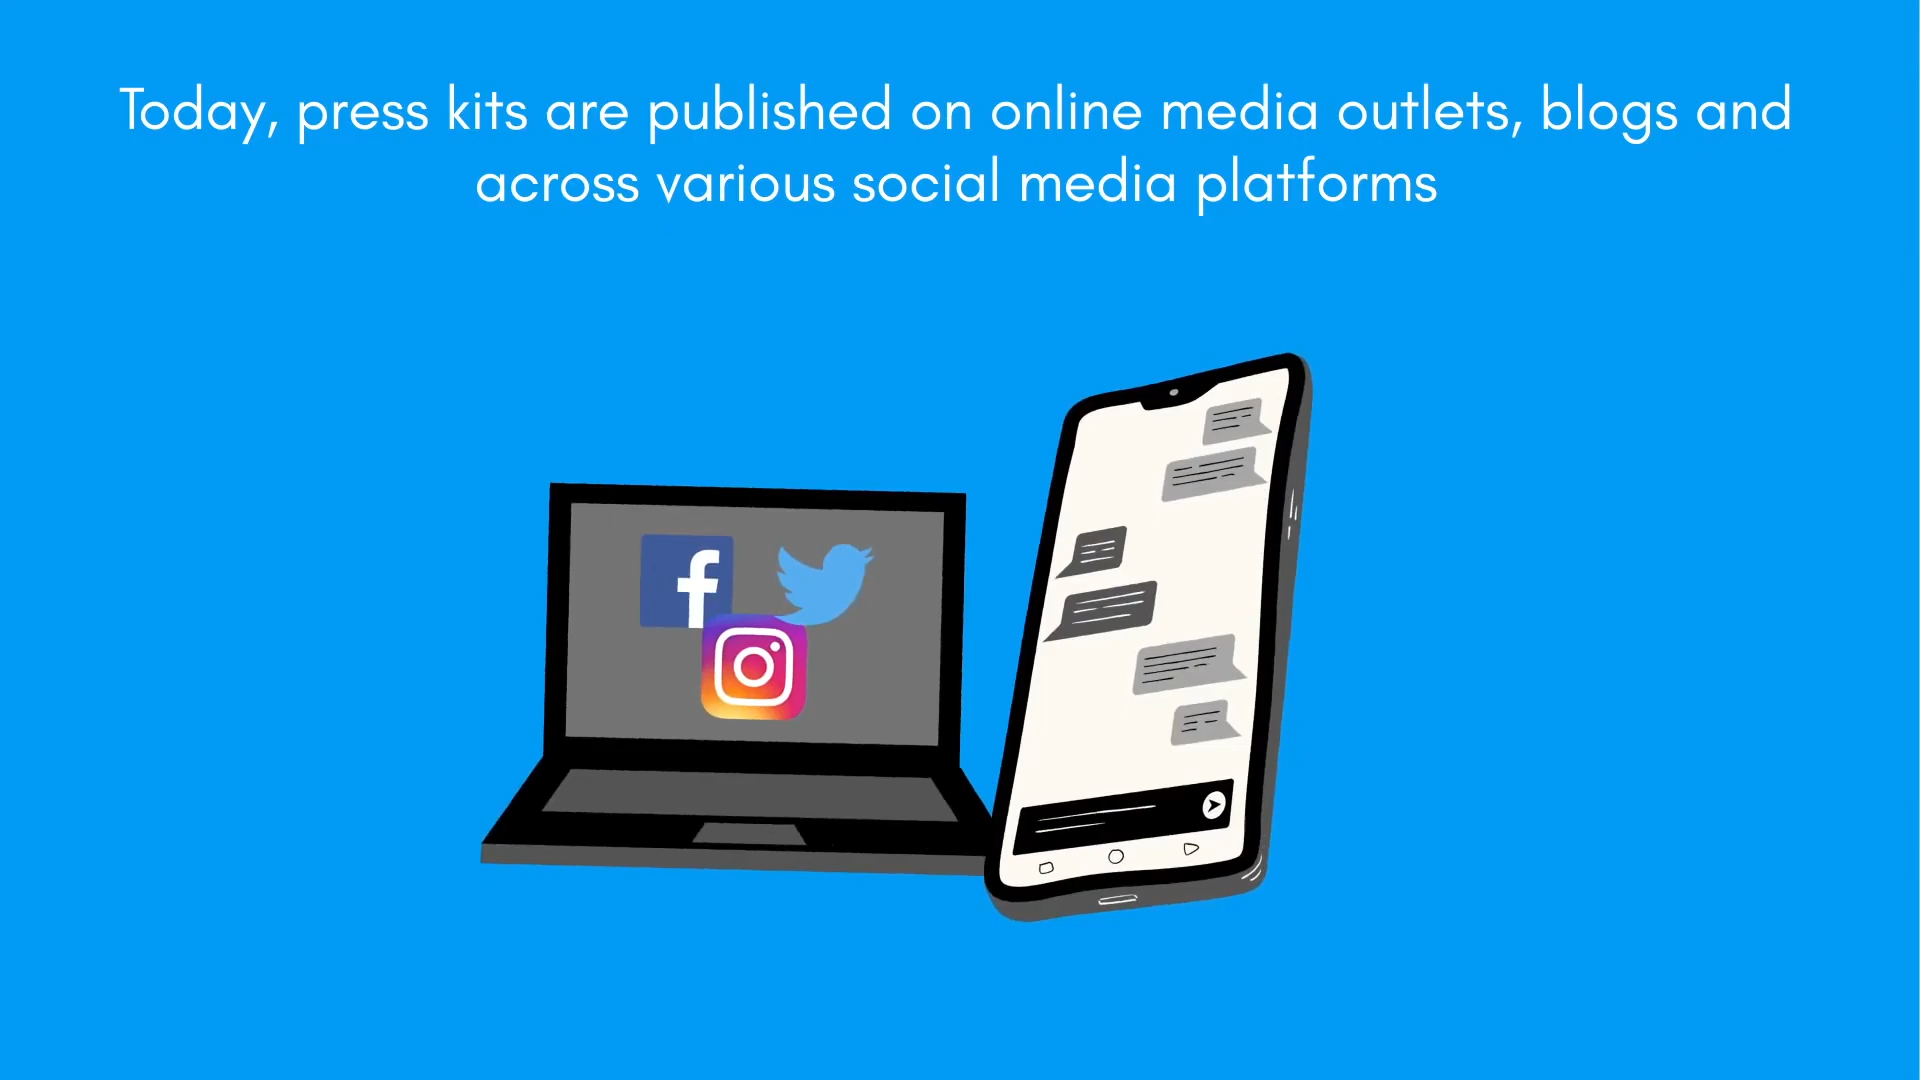 Today, press kits are published on online media outlets, blogs and
across various social media platforms